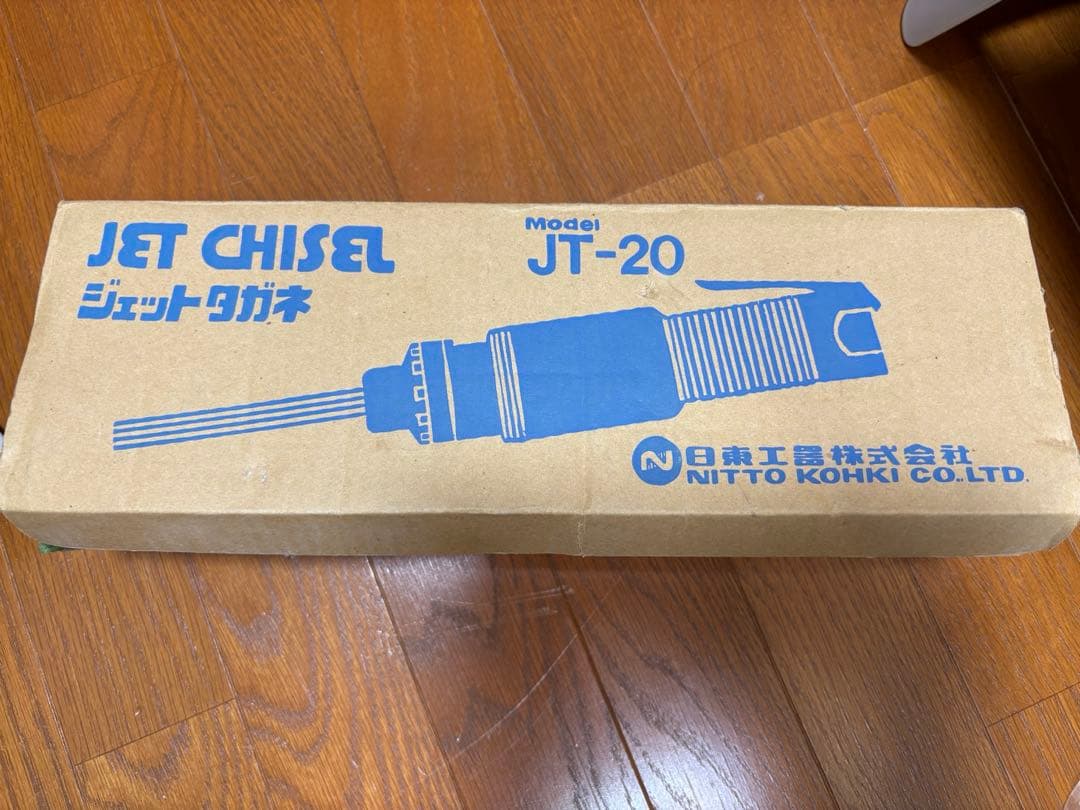 JET CHISEL
ジェットタガネ
Model
JT-20
日東工器株式会社
NITTO KOHKI CO.,LTD.